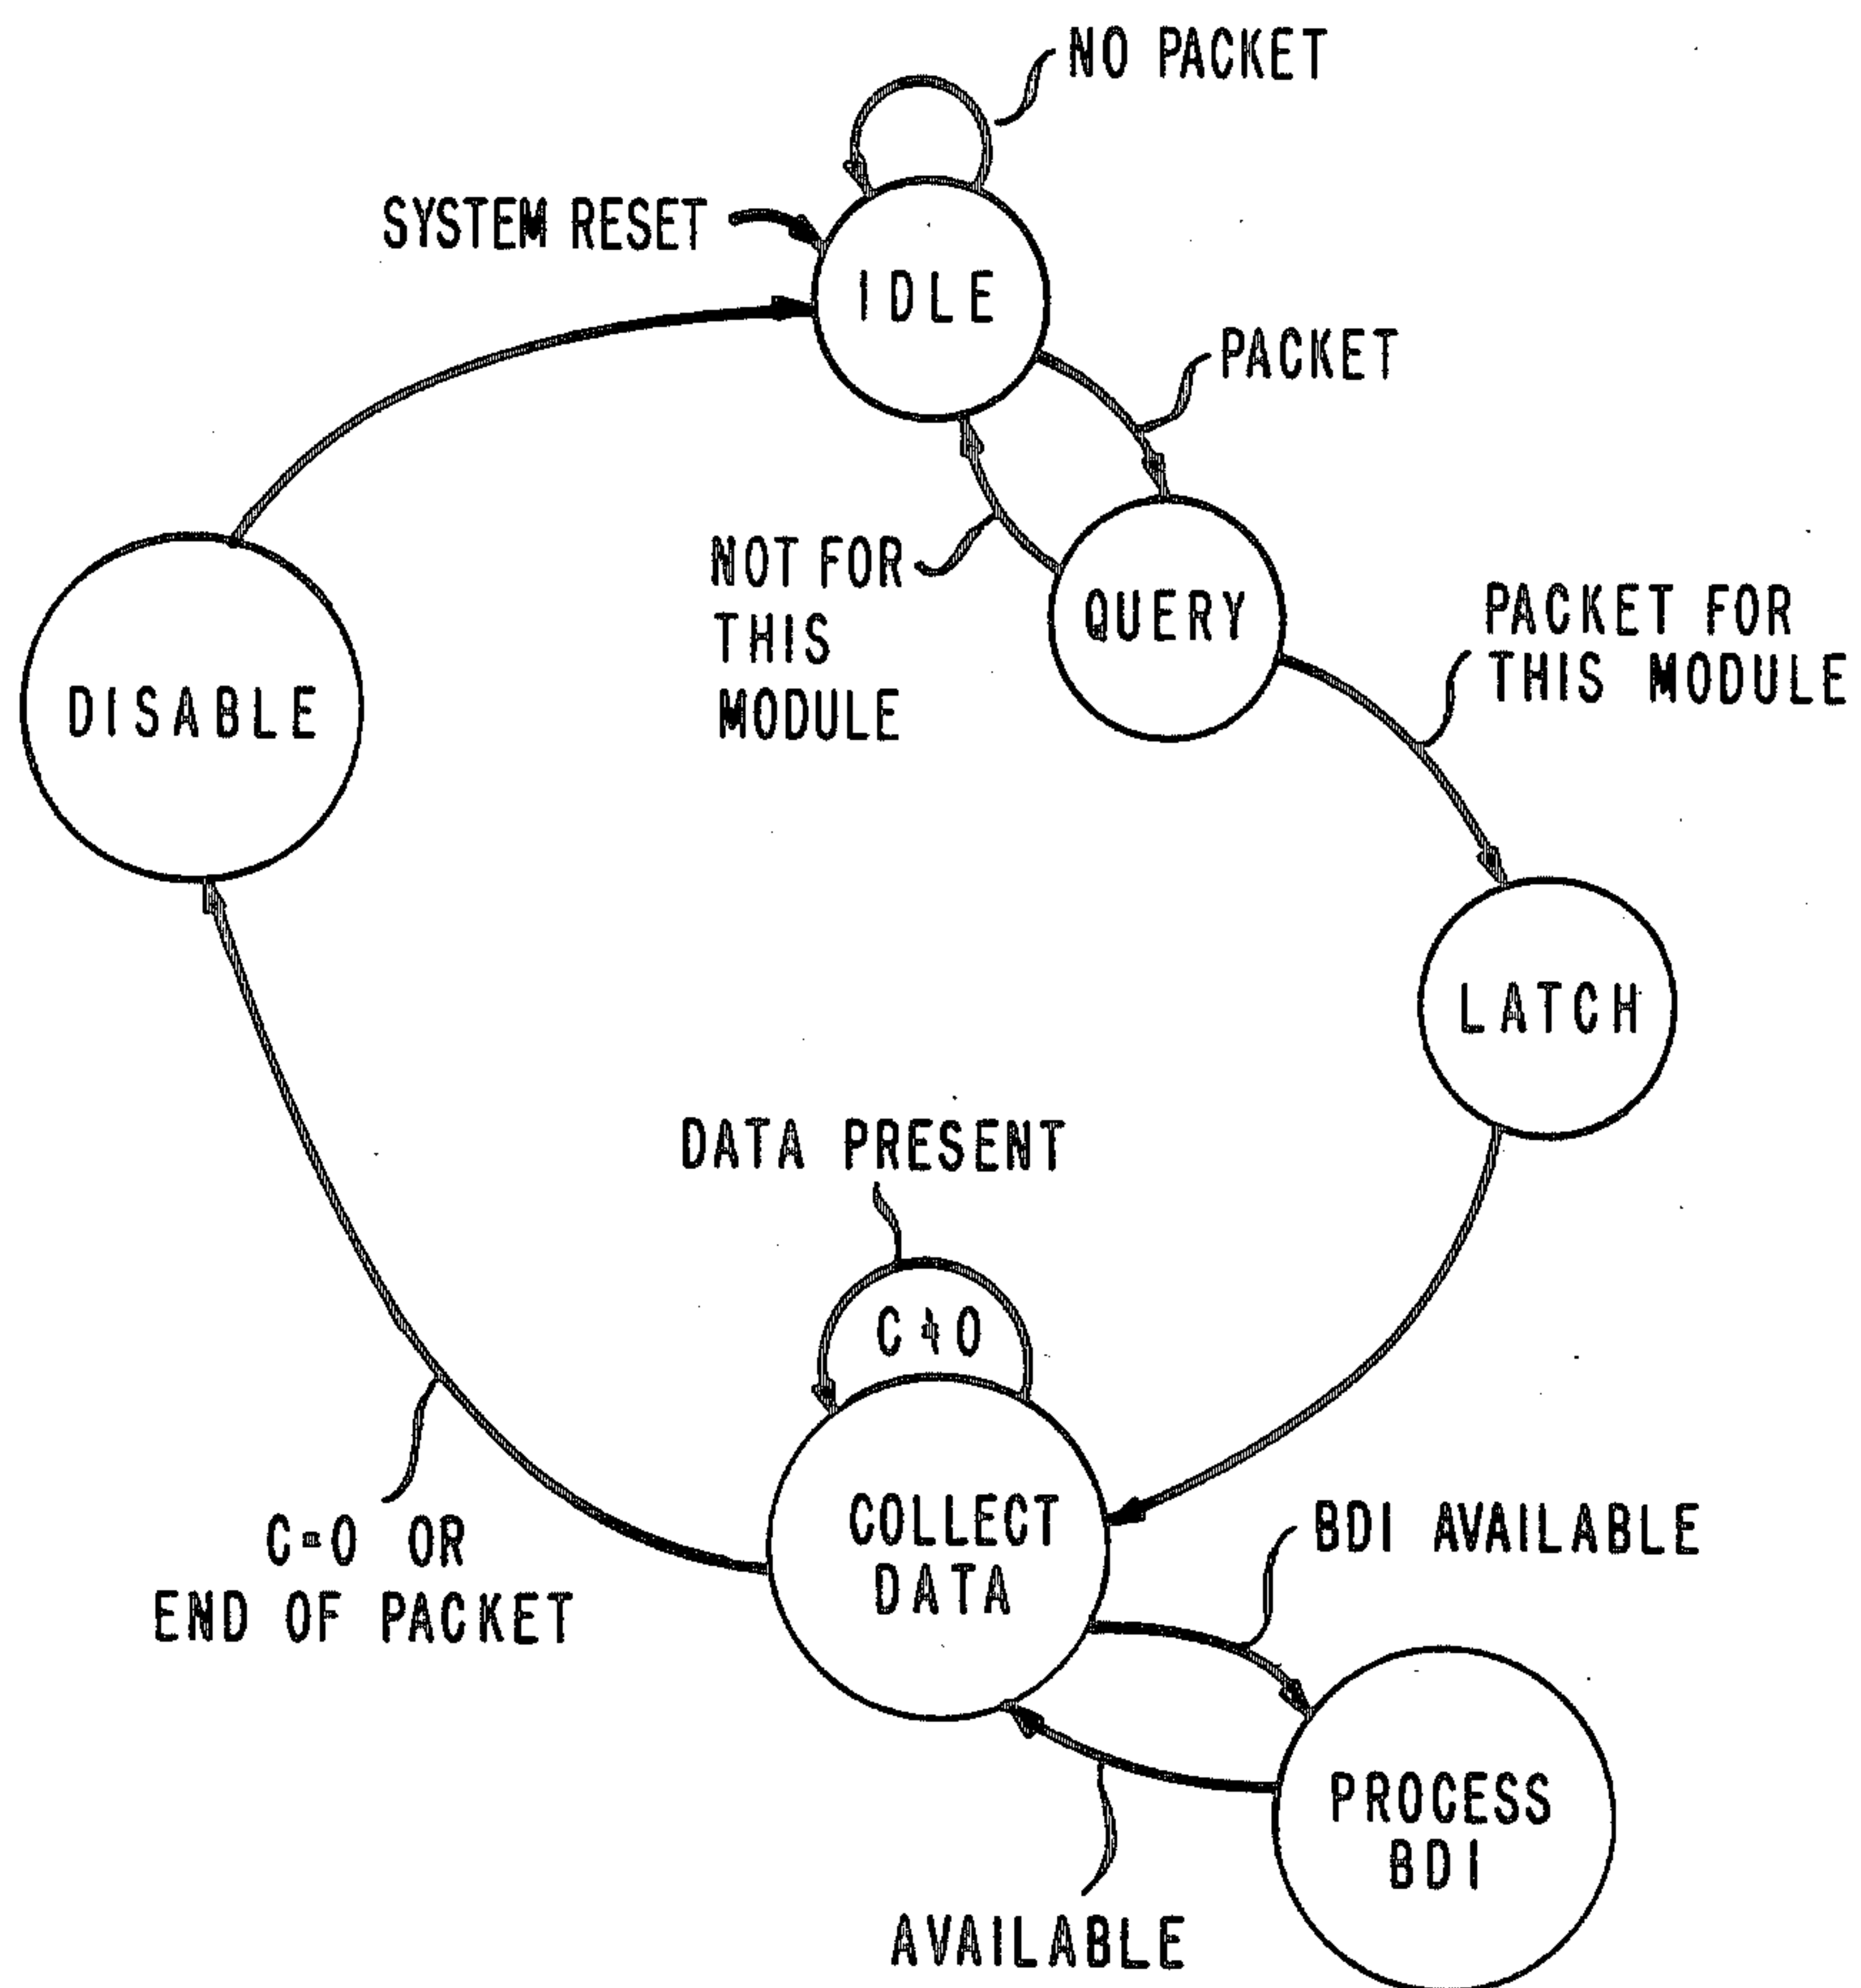 NO PACKET
SYSTEM RESET
IDLE
PACKET
NOT FOR
THIS
MODULE
QUERY
PACKET FOR
THIS MODULE
DISABLE
LATCH
DATA PRESENT
C ≠ 0
COLLECT
DATA
C=0 OR
END OF PACKET
BDI AVAILABLE
PROCESS
BDI
AVAILABLE